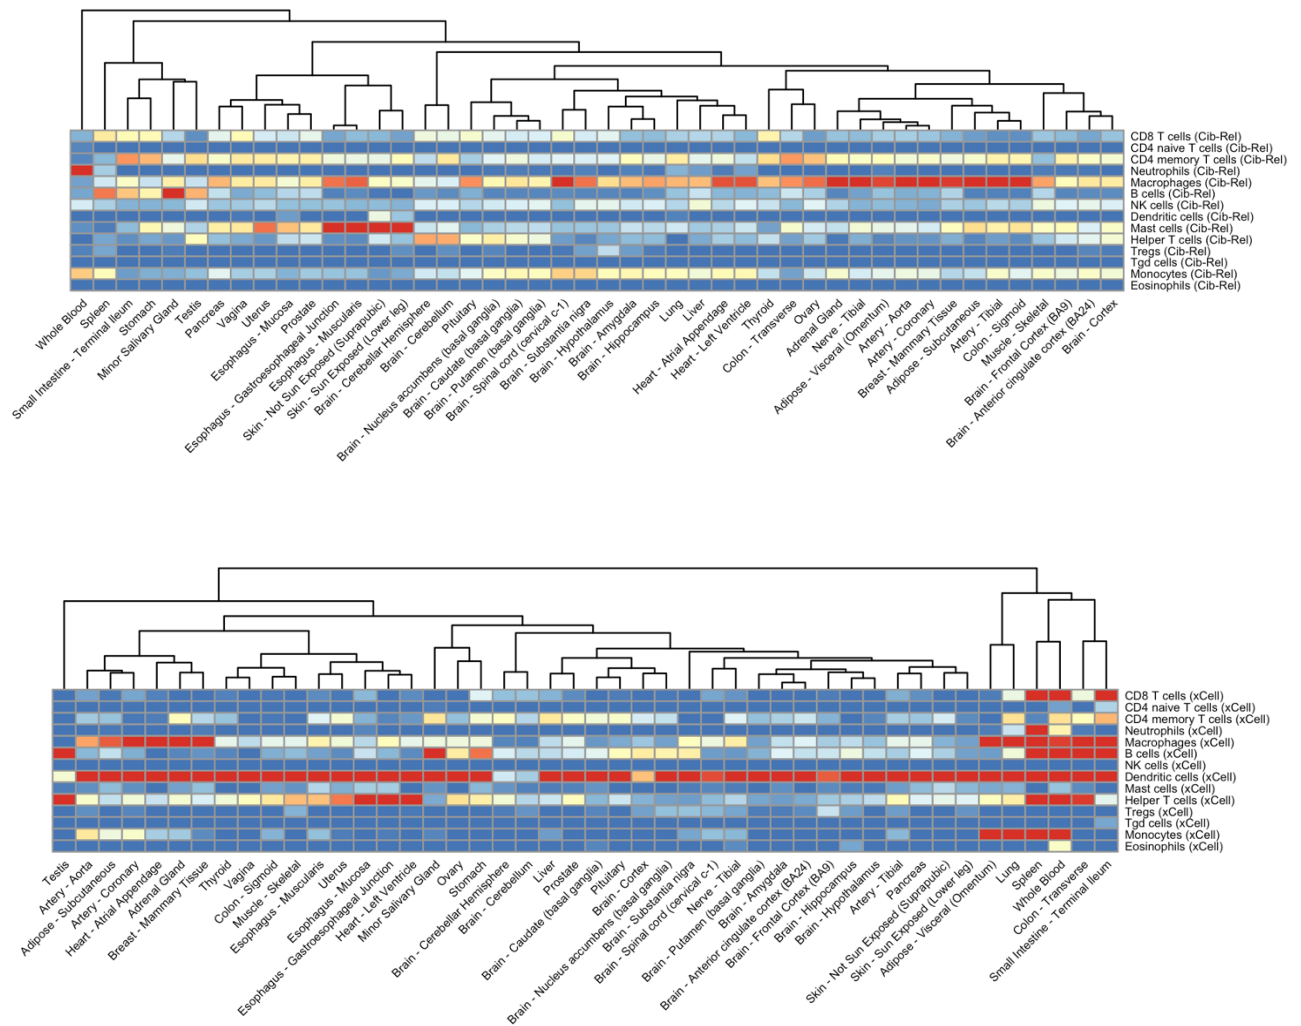 CD8 T cells (Cib-Rel)
CD4 naive T cells (Cib-Rel)
CD4 memory T cells (Cib-Rel)
Neutrophils (Cib-Rel)
Macrophages (Cib-Rel)
B cells (Cib-Rel)
NK cells (Cib-Rel)
Dendritic cells (Cib-Rel)
Mast cells (Cib-Rel)
Helper T cells (Cib-Rel)
Tregs (Cib-Rel)
Tgd cells (Cib-Rel)
Monocytes (Cib-Rel)
Eosinophils (Cib-Rel)
Whole Blood
Spleen
Small Intestine - Terminal Ileum
Stomach
Minor Salivary Gland
Testis
Pancreas
Vagina
Uterus
Esophagus - Mucosa
Prostate
Esophagus - Gastroesophageal Junction
Esophagus - Muscularis
Skin - Not Sun Exposed (Suprapubic)
Skin - Sun Exposed (Lower leg)
Brain - Cerebellar Hemisphere
Brain - Cerebellum
Pituitary
Brain - Nucleus accumbens (basal ganglia)
Brain - Caudate (basal ganglia)
Brain - Putamen (basal ganglia)
Brain - Spinal cord (cervical c-1)
Brain - Substantia nigra
Brain - Hypothalamus
Brain - Amygdala
Brain - Hippocampus
Lung
Liver
Heart - Atrial Appendage
Heart - Left Ventricle
Thyroid
Colon - Transverse
Ovary
Adrenal Gland
Nerve - Tibial
Adipose - Visceral (Omentum)
Artery - Aorta
Artery - Coronary
Breast - Mammary Tissue
Adipose - Subcutaneous
Artery - Tibial
Colon - Sigmoid
Muscle - Skeletal
Brain - Frontal Cortex (BA9)
Brain - Anterior cingulate cortex (BA24)
Brain - Cortex
CD8 T cells (xCell)
CD4 naive T cells (xCell)
CD4 memory T cells (xCell)
Neutrophils (xCell)
Macrophages (xCell)
B cells (xCell)
NK cells (xCell)
Dendritic cells (xCell)
Mast cells (xCell)
Helper T cells (xCell)
Tregs (xCell)
Tgd cells (xCell)
Monocytes (xCell)
Eosinophils (xCell)
Testis
Artery - Aorta
Adipose - Subcutaneous
Artery - Coronary
Heart - Atrial Appendage
Adrenal Gland
Breast - Mammary Tissue
Thyroid
Vagina
Colon - Sigmoid
Muscle - Skeletal
Esophagus - Muscularis
Uterus
Esophagus - Mucosa
Esophagus - Gastroesophageal Junction
Heart - Left Ventricle
Minor Salivary Gland
Ovary
Stomach
Brain - Cerebellar Hemisphere
Brain - Cerebellum
Liver
Prostate
Brain - Caudate (basal ganglia)
Pituitary
Brain - Cortex
Brain - Nucleus accumbens (basal ganglia)
Brain - Substantia nigra
Brain - Spinal cord (cervical c-1)
Nerve - Tibial
Brain - Putamen (basal ganglia)
Brain - Amygdala
Brain - Anterior cingulate cortex (BA24)
Brain - Frontal Cortex (BA9)
Brain - Hippocampus
Brain - Hypothalamus
Artery - Tibial
Pancreas
Skin - Not Sun Exposed (Suprapubic)
Skin - Sun Exposed (Lower leg)
Adipose - Visceral (Omentum)
Lung
Spleen
Whole Blood
Colon - Transverse
Small Intestine - Terminal Ileum